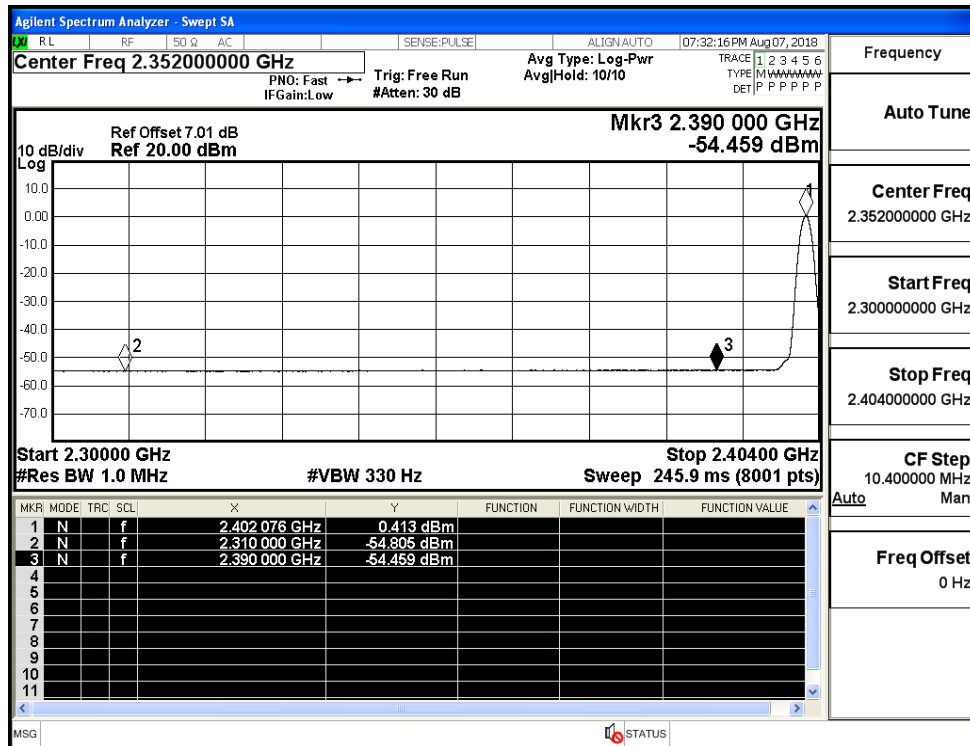 Agilent Spectrum Analyzer - Swept SA
LXI RL RF 50 Ω AC SENSE:PULSE ALIGN AUTO 07:32:16 PM Aug 07, 2018
Center Freq 2.352000000 GHz
PNO: Fast
IFGain:Low
Trig: Free Run
#Atten: 30 dB
Avg Type: Log-Pwr
Avg|Hold: 10/10
TRACE 1 2 3 4 5 6
TYPE M W W W W W
DET P P P P P P
Ref Offset 7.01 dB
Ref 20.00 dBm
10 dB/div
Log
Mkr3 2.390 000 GHz
-54.459 dBm
10.0
0.00
-10.0
-20.0
-30.0
-40.0
-50.0
-60.0
-70.0
1
2
3
Start 2.30000 GHz Stop 2.40400 GHz
#Res BW 1.0 MHz #VBW 330 Hz Sweep 245.9 ms (8001 pts)
MKR MODE TRC SCL X Y FUNCTION FUNCTION WIDTH FUNCTION VALUE
1 N f 2.402 076 GHz 0.413 dBm
2 N f 2.310 000 GHz -54.805 dBm
3 N f 2.390 000 GHz -54.459 dBm
4
5
6
7
8
9
10
11
MSG STATUS
Frequency
Auto Tune
Center Freq
2.352000000 GHz
Start Freq
2.300000000 GHz
Stop Freq
2.404000000 GHz
CF Step
10.400000 MHz
Auto Man
Freq Offset
0 Hz